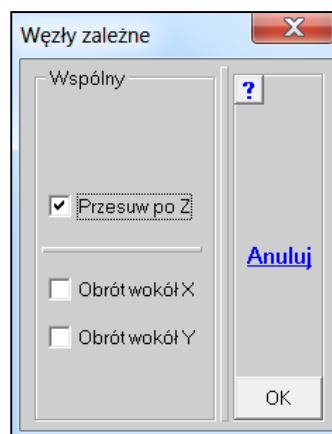 Węzły zależne
X
Wspólny
?
Przesuw po Z
Anuluj
Obrót wokół X
Obrót wokół Y
OK